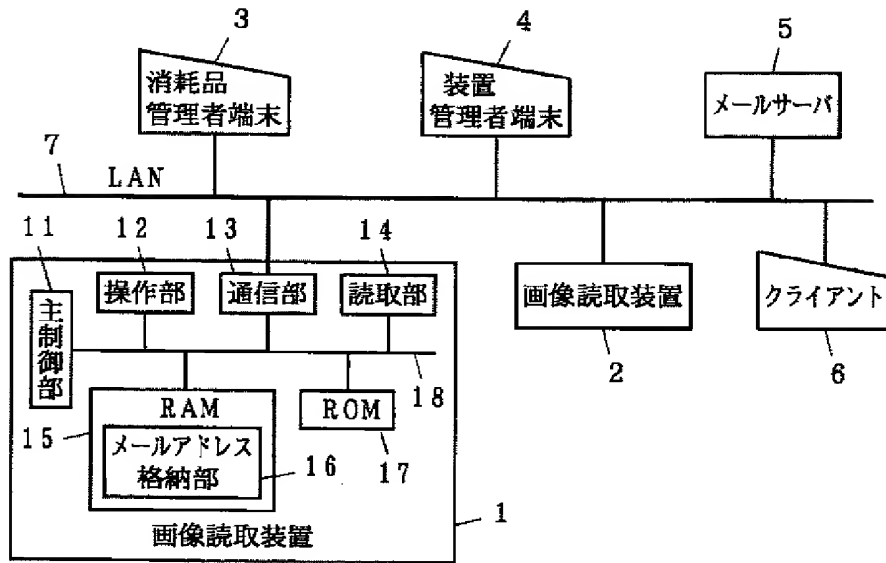 3
4
5
消耗品
管理者端末
装置
管理者端末
メールサーバ
7
LAN
11
12
13
14
操作部
通信部
読取部
画像読取装置
クライアント
主制御部
2
6
18
RAM
ROM
15
メールアドレス
格納部
16
17
画像読取装置
1